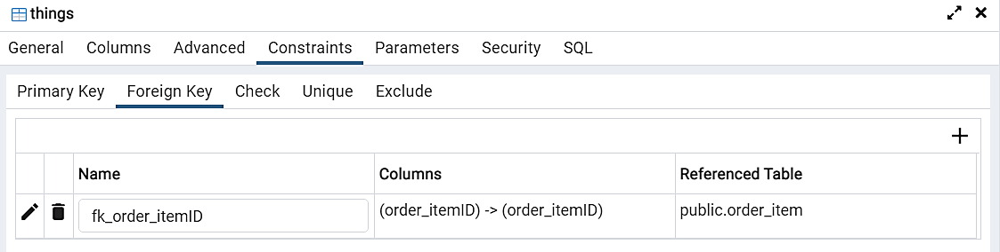 things
General Columns Advanced Constraints Parameters Security SQL
Primary Key Foreign Key Check Unique Exclude
Name Columns Referenced Table
fk_order_itemID (order_itemID) -> (order_itemID) public.order_item